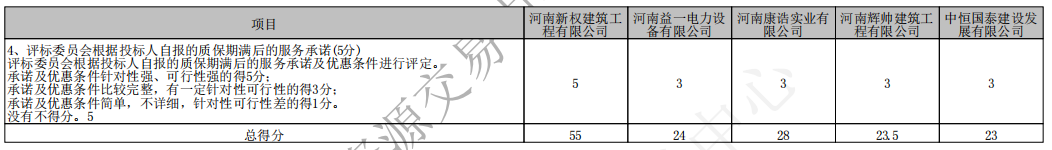 项目
河南新权建筑工程有限公司
河南益一电力设备有限公司
河南康诰实业有限公司
河南辉帅建筑工程有限公司
中恒国泰建设发展有限公司
4、评标委员会根据投标人自报的质保期满后的服务承诺(5分)
评标委员会根据投标人自报的质保期满后的服务承诺及优惠条件进行评定。
承诺及优惠条件针对性强、可行性强的得5分;
承诺及优惠条件比较完整，有一定针对性可行性的得3分;
承诺及优惠条件简单，不详细，针对性可行性差的得1分。
没有不得分。5
5
3
3
3
3
总得分
55
24
28
23.5
23
源交易中心